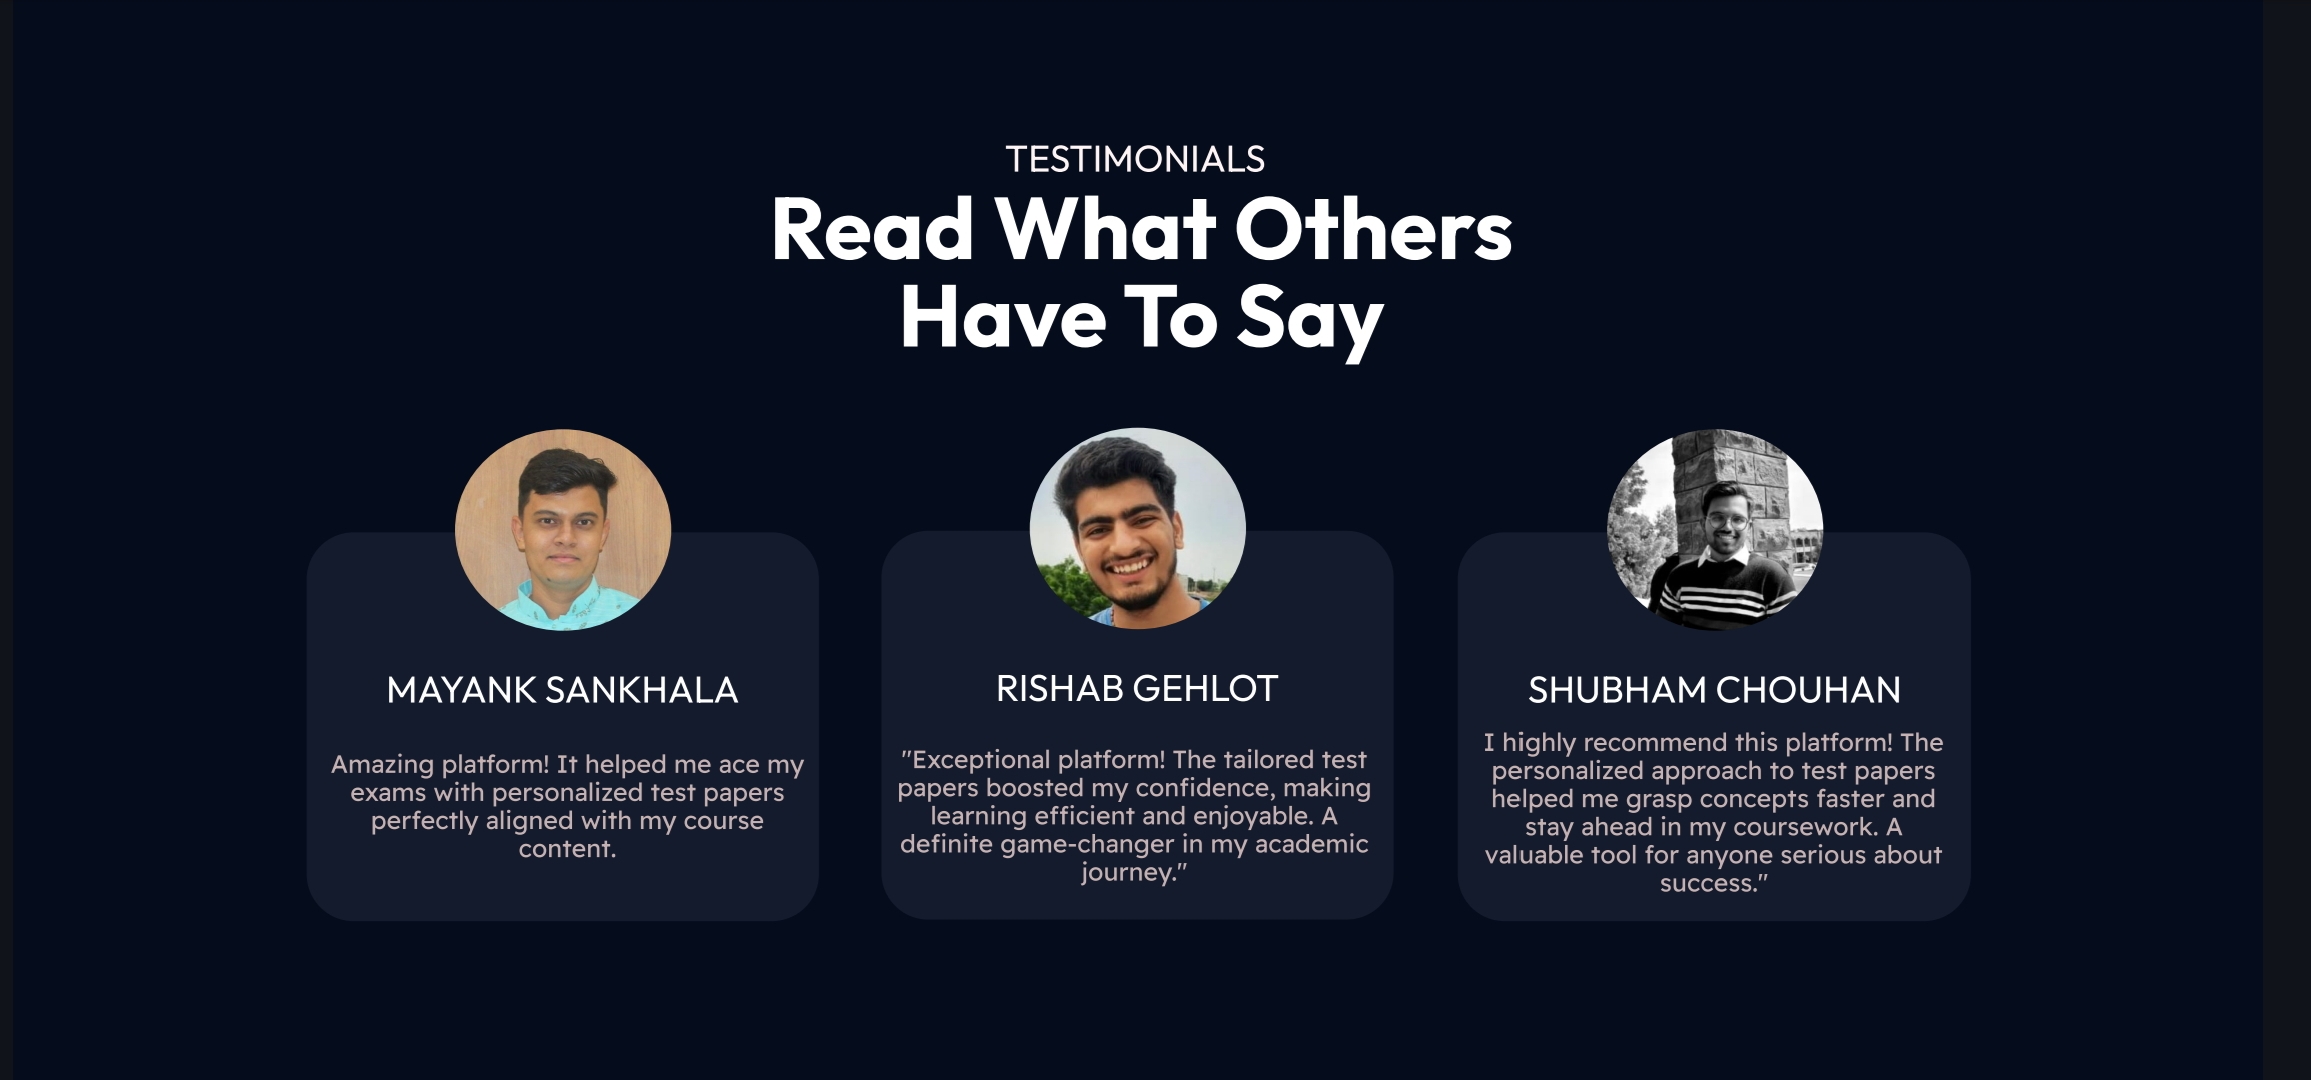 TESTIMONIALS
Read What Others
Have To Say
MAYANK SANKHALA
Amazing platform! It helped me ace my
exams with personalized test papers
perfectly aligned with my course
content.
RISHAB GEHLOT
"Exceptional platform! The tailored test
papers boosted my confidence, making
learning efficient and enjoyable. A
definite game-changer in my academic
journey."
SHUBHAM CHOUHAN
I highly recommend this platform! The
personalized approach to test papers
helped me grasp concepts faster and
stay ahead in my coursework. A
valuable tool for anyone serious about
success."